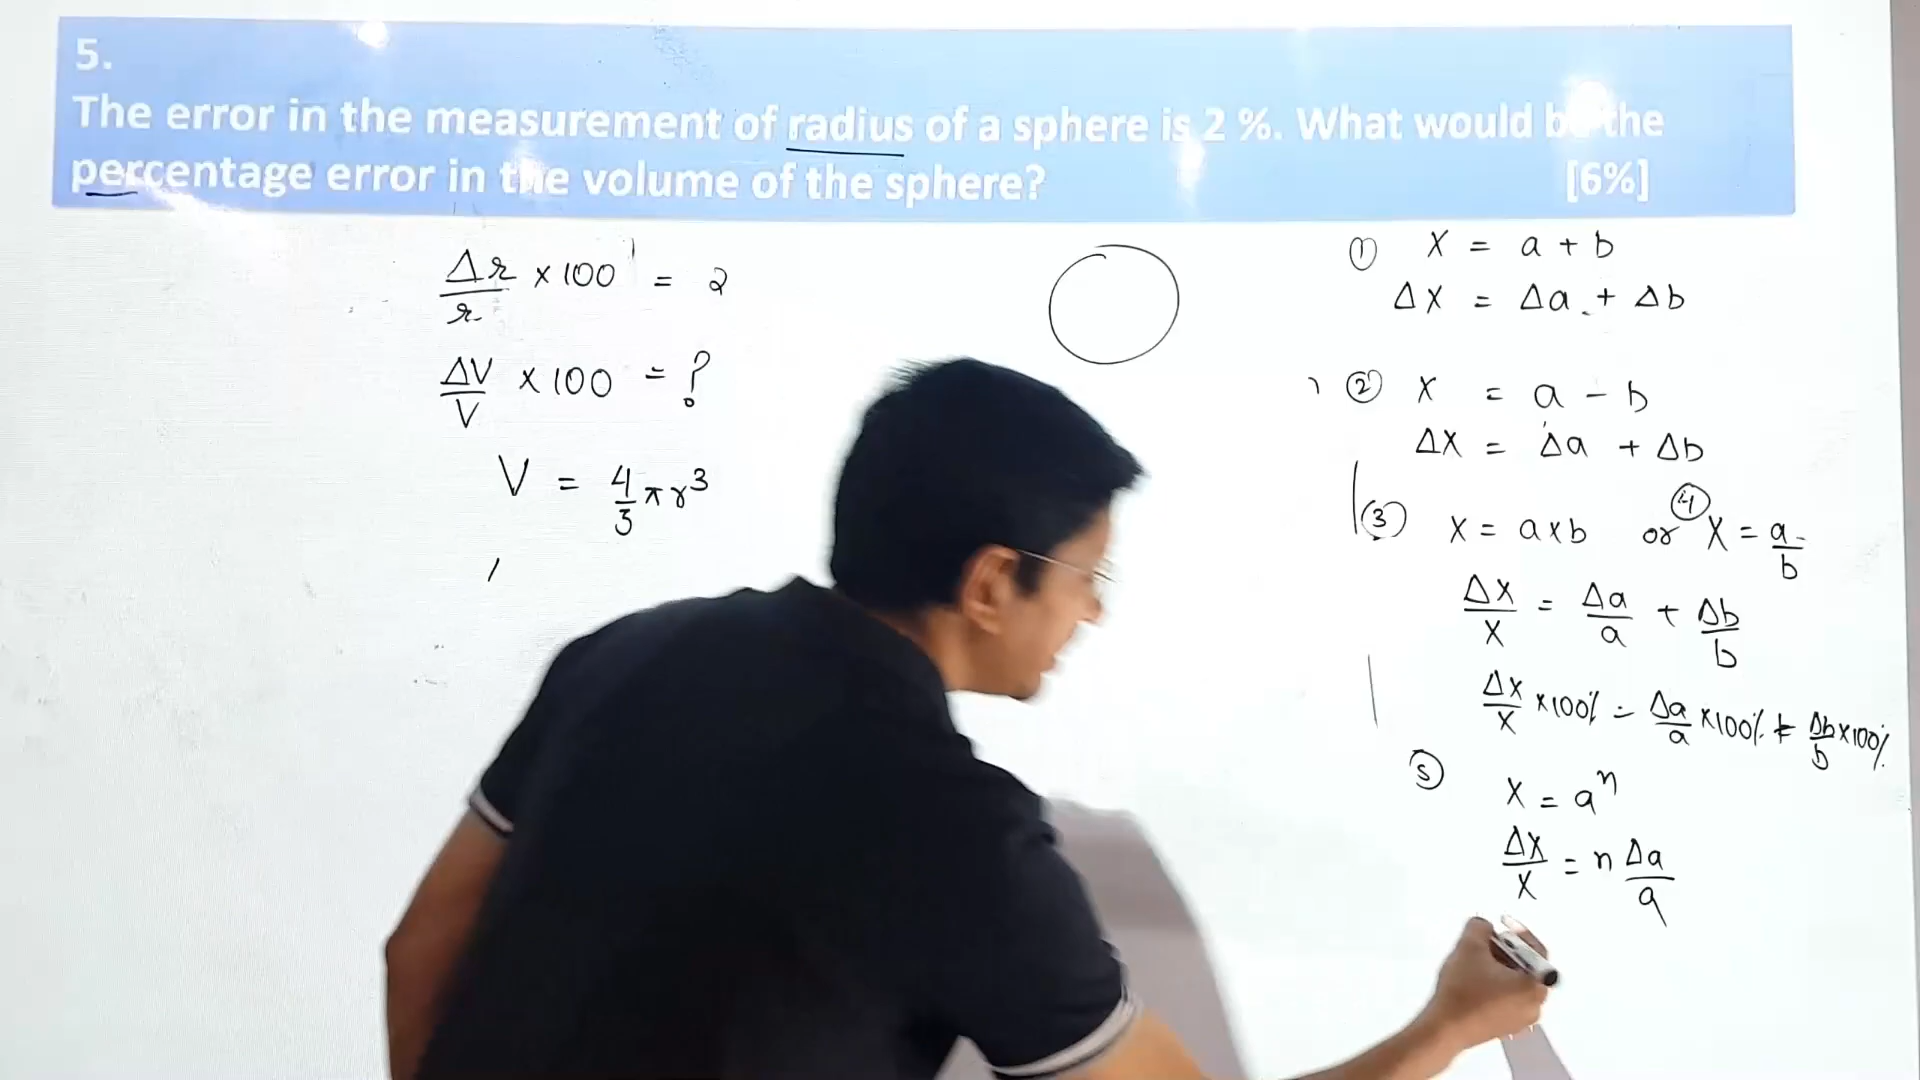 5.
The error in the measurement of radius of a sphere is 2 %. What would be the
percentage error in the volume of the sphere? [6%]
Δr/r × 100 = 2
ΔV/V × 100 = ?
V = 4/3 π r³
① X = a + b
ΔX = Δa + Δb
② X = a - b
ΔX = Δa + Δb
③ X = a x b or ④ X = a/b
ΔX/X = Δa/a + Δb/b
ΔX/X ×100% = Δa/a ×100% + Δb/b ×100%
⑤ X = aⁿ
ΔX/X = n Δa/a